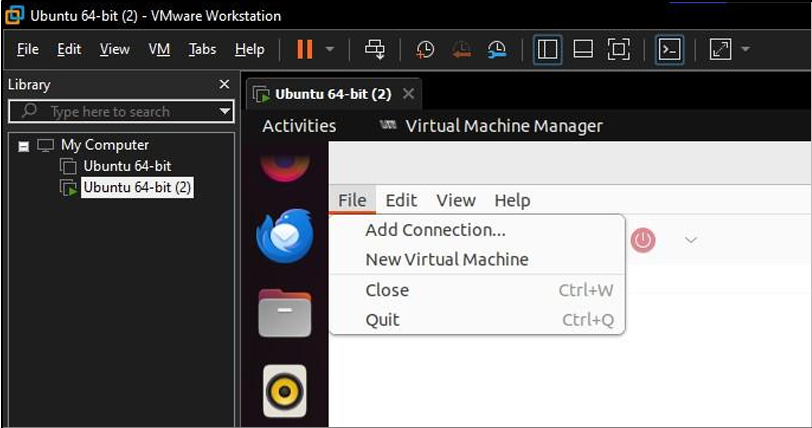 Ubuntu 64-bit (2) - VMware Workstation
File Edit View VM Tabs Help
Library
Type here to search
My Computer
Ubuntu 64-bit
Ubuntu 64-bit (2)
Ubuntu 64-bit (2)
Activities Virtual Machine Manager
File Edit View Help
Add Connection...
New Virtual Machine
Close Ctrl+W
Quit Ctrl+Q